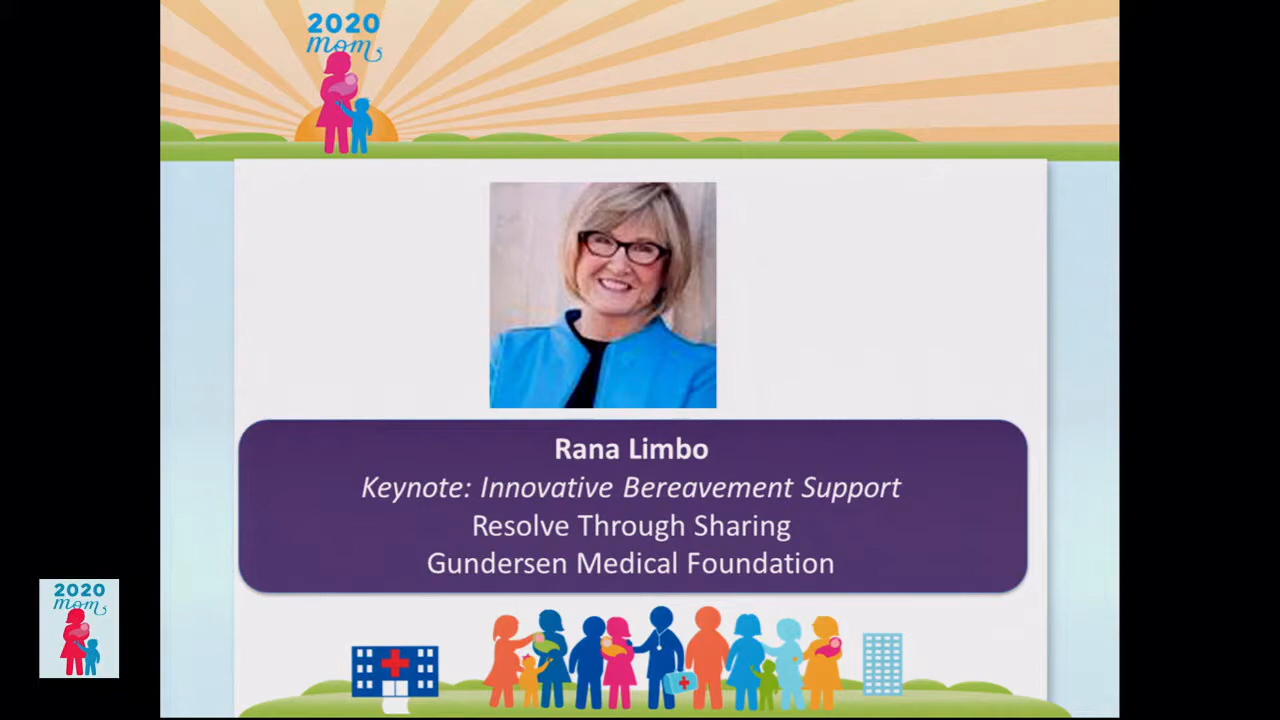 2020
mom
Rana Limbo
Keynote: Innovative Bereavement Support
Resolve Through Sharing
Gundersen Medical Foundation
2020
mom